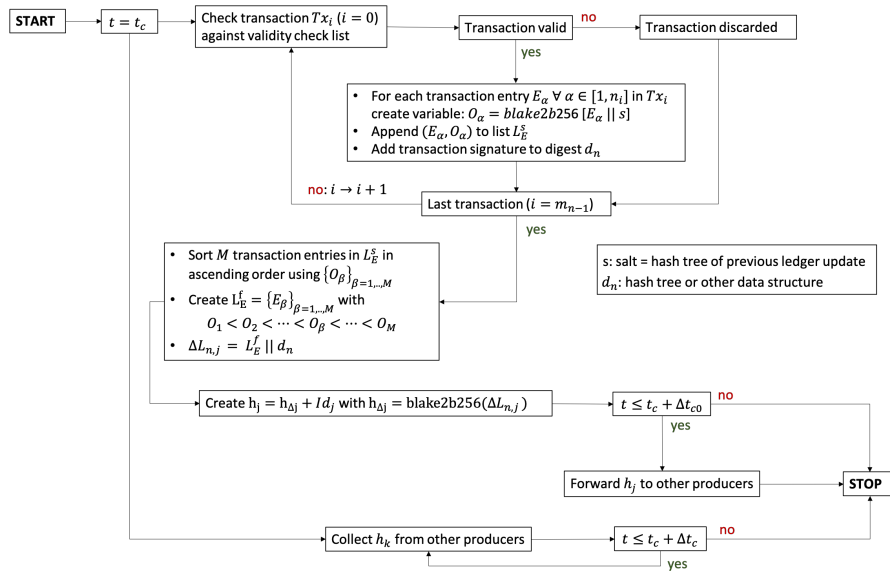 START
t = t_c
Check transaction Tx_i (i = 0)
against validity check list
Transaction valid
no
Transaction discarded
yes
• For each transaction entry E_α ∀ α ∈ [1, n_i] in Tx_i
create variable: O_α = blake2b256 [E_α || s]
• Append (E_α, O_α) to list L_E^s
• Add transaction signature to digest d_n
no: i → i + 1
Last transaction (i = m_{n−1})
yes
• Sort M transaction entries in L_E^s in
ascending order using {O_β}_{β=1,..,M}
• Create L_E^f = {E_β}_{β=1,..,M} with
O_1 < O_2 < ⋯ < O_β < ⋯ < O_M
• ΔL_{n,j} = L_E^f || d_n
s: salt = hash tree of previous ledger update
d_n: hash tree or other data structure
Create h_j = h_{Δj} + Id_j with h_{Δj} = blake2b256(ΔL_{n,j})
t ≤ t_c + Δt_{c0}
no
yes
Forward h_j to other producers
STOP
Collect h_k from other producers
t ≤ t_c + Δt_c
no
yes